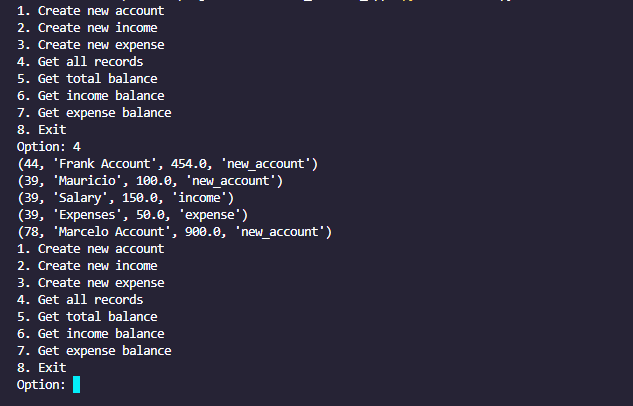 1. Create new account
2. Create new income
3. Create new expense
4. Get all records
5. Get total balance
6. Get income balance
7. Get expense balance
8. Exit
Option: 4
(44, 'Frank Account', 454.0, 'new_account')
(39, 'Mauricio', 100.0, 'new_account')
(39, 'Salary', 150.0, 'income')
(39, 'Expenses', 50.0, 'expense')
(78, 'Marcelo Account', 900.0, 'new_account')
1. Create new account
2. Create new income
3. Create new expense
4. Get all records
5. Get total balance
6. Get income balance
7. Get expense balance
8. Exit
Option: